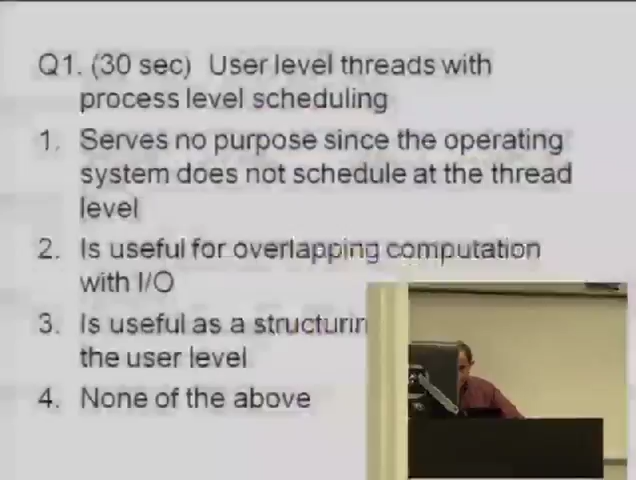 Q1. (30 sec) User level threads with
process level scheduling
1. Serves no purpose since the operating
system does not schedule at the thread
level
2. Is useful for overlapping computation
with I/O
3. Is useful as a structurin
the user level
4. None of the above